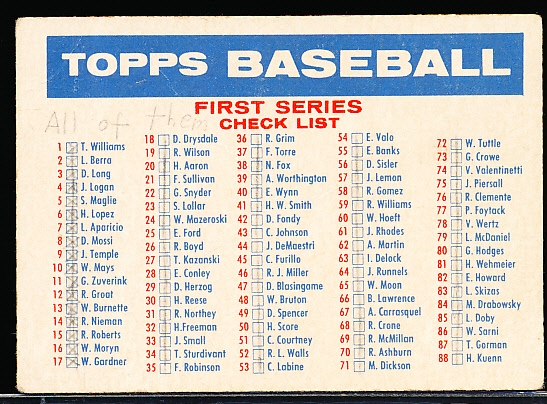 TOPPS BASEBALL
FIRST SERIES
CHECK LIST
All of them
1 T. Williams
2 L. Berra
3 D. Long
4 J. Logan
5 S. Maglie
6 H. Lopez
7 L. Aparicio
8 D. Mossi
9 J. Temple
10 W. Mays
11 G. Zuverink
12 R. Groat
13 W. Burnette
14 R. Nieman
15 R. Roberts
16 W. Moryn
17 W. Gardner
18 D. Drysdale
19 R. Wilson
20 H. Aaron
21 F. Sullivan
22 G. Snyder
23 S. Lollar
24 W. Mazeroski
25 E. Ford
26 R. Boyd
27 T. Kazanski
28 E. Conley
29 D. Herzog
30 H. Reese
31 R. Northey
32 H.Freeman
33 J. Small
34 T. Sturdivant
35 F. Robinson
36 R. Grim
37 F. Torre
38 N. Fox
39 A. Worthington
40 E. Wynn
41 H. W. Smith
42 D. Fondy
43 C. Johnson
44 J. DeMaestri
45 C. Furillo
46 R. J. Miller
47 D. Blasingame
48 W. Bruton
49 D. Spencer
50 H. Score
51 C. Courtney
52 R. L. Walls
53 C. Labine
54 E. Valo
55 E. Banks
56 D. Sisler
57 J. Lemon
58 R. Gomez
59 R. Williams
60 W. Hoeft
61 J. Rhodes
62 A. Martin
63 I. Delock
64 J. Runnels
65 W. Moon
66 B. Lawrence
67 A. Carrasquel
68 R. Crone
69 R. McMillan
70 R. Ashburn
71 M. Dickson
72 W. Tuttle
73 G. Crowe
74 V. Valentinetti
75 J. Piersall
76 R. Clemente
77 P. Foytack
78 V. Wertz
79 L. McDaniel
80 G. Hodges
81 H. Wehmeier
82 E. Howard
83 L. Skizas
84 M. Drabowsky
85 L. Doby
86 W. Sarni
87 T. Gorman
88 H. Kuenn